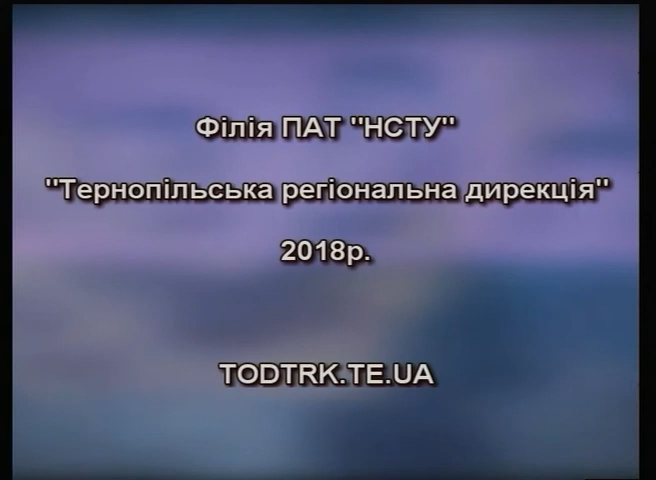 Філія ПАТ "НСТУ"
"Тернопільська регіональна дирекція"
2018р.
TODTRK.TE.UA